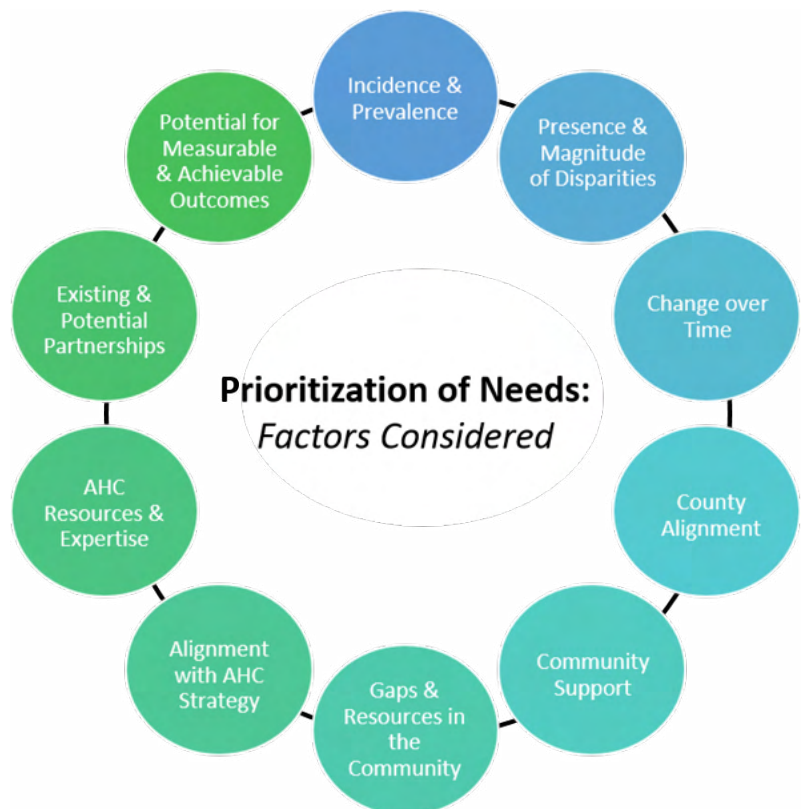 Incidence &
Prevalence
Presence &
Magnitude
of Disparities
Change over
Time
County
Alignment
Community
Support
Gaps &
Resources in
the
Community
Alignment
with AHC
Strategy
AHC
Resources &
Expertise
Existing &
Potential
Partnerships
Potential for
Measurable
& Achievable
Outcomes
Prioritization of Needs:
Factors Considered